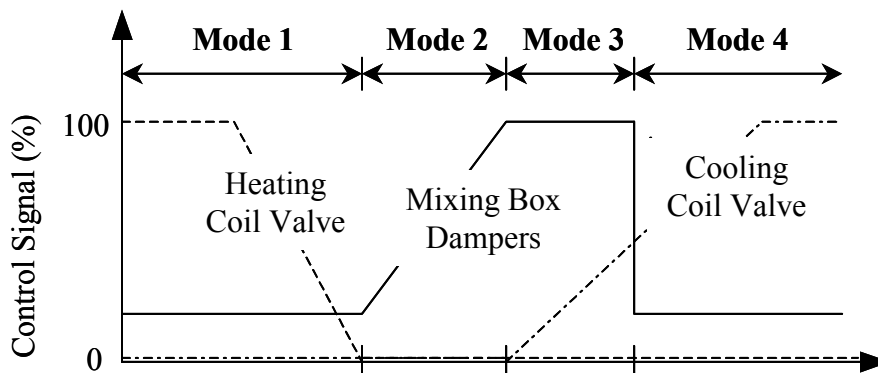 Mode 1
Mode 2
Mode 3
Mode 4
Control Signal (%)
100
Heating
Coil Valve
Mixing Box
Dampers
Cooling
Coil Valve
0